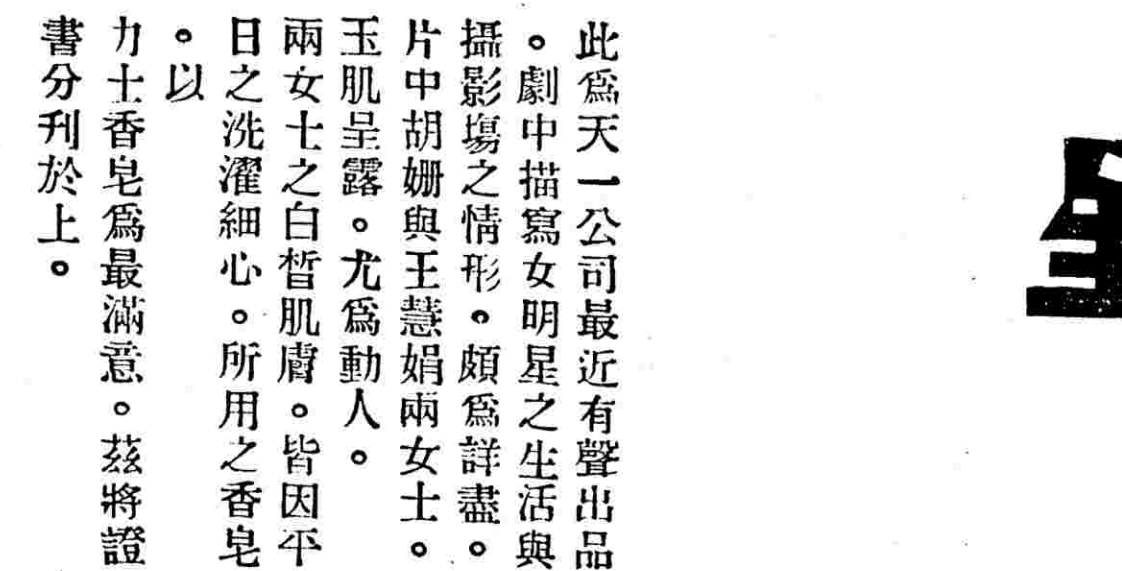 此爲天一公司最近有聲出品
。劇中描寫女明星之生活與
攝影塲之情形。頗爲詳盡。
片中胡姍與王慧娟兩女士。
玉肌呈露。尤爲動人。
兩女士之白皙肌膚。皆因平
日之洗濯細心。所用之香皂
。以
力士香皂爲最滿意。茲將證
書分刊於上。